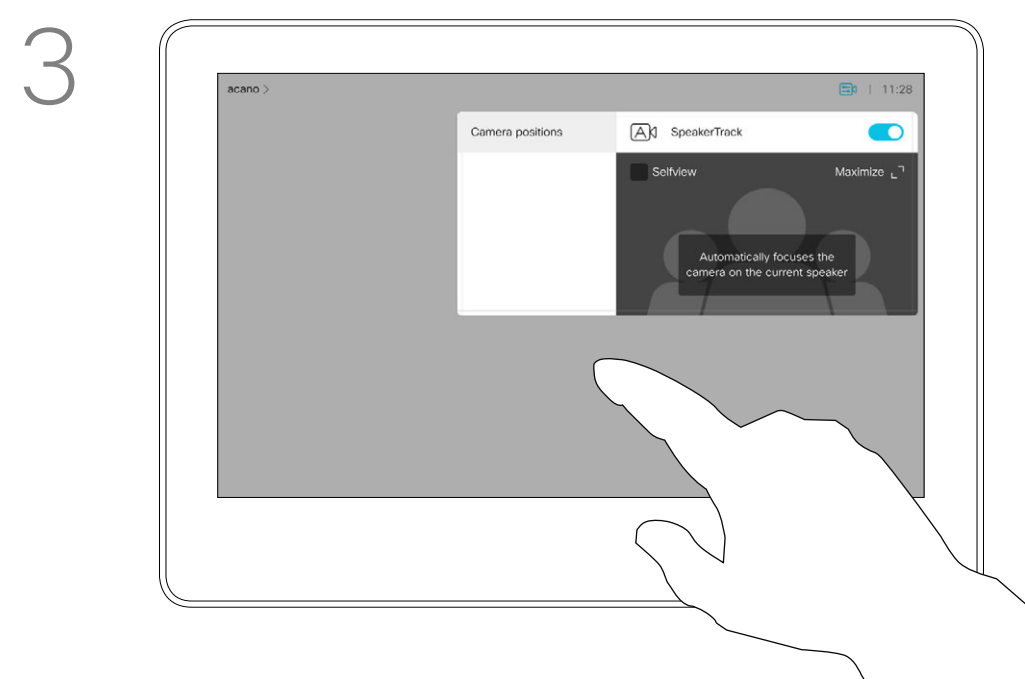 3
acano >
| 11:28
Camera positions
A
SpeakerTrack
Selfview
Maximize
Automatically focuses the
camera on the current speaker